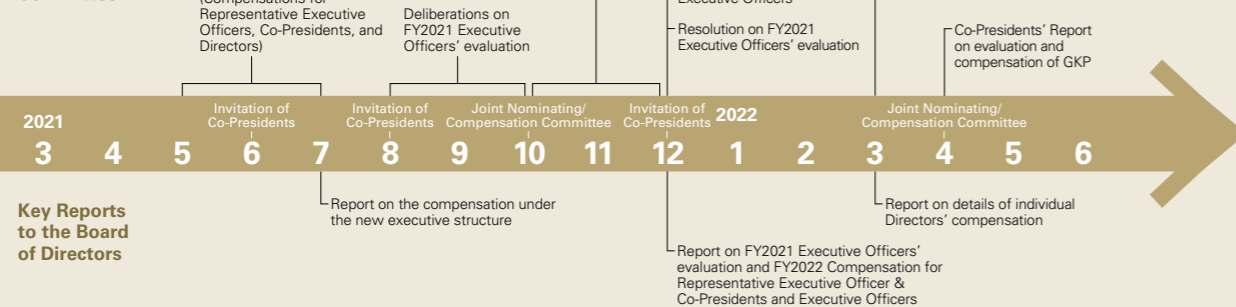 (Compensations for
Representative Executive
Officers, Co-Presidents, and
Directors)
Deliberations on
FY2021 Executive
Officers' evaluation
Executive Officers
Resolution on FY2021
Executive Officers' evaluation
Co-Presidents' Report
on evaluation and
compensation of GKP
Invitation of
Co-Presidents
Invitation of
Co-Presidents
Joint Nominating/
Compensation Committee
Invitation of
Co-Presidents
Joint Nominating/
Compensation Committee
2021
2022
3 4 5 6 7 8 9 10 11 12 1 2 3 4 5 6
Key Reports
to the Board
of Directors
Report on the compensation under
the new executive structure
Report on details of individual
Directors' compensation
Report on FY2021 Executive Officers'
evaluation and FY2022 Compensation for
Representative Executive Officer &
Co-Presidents and Executive Officers